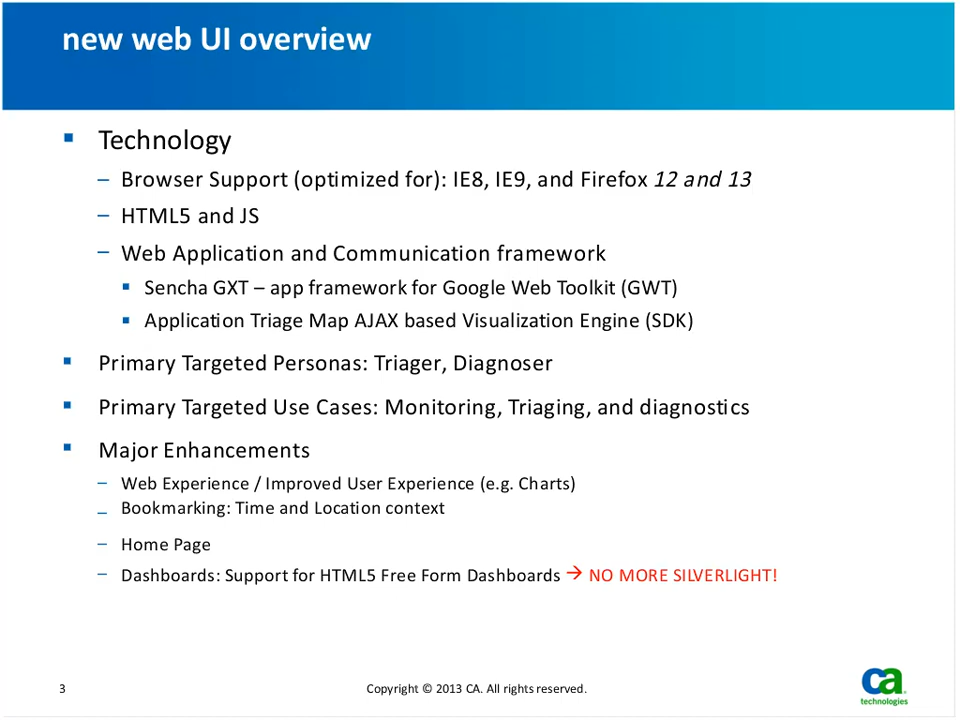 new web UI overview
Technology
– Browser Support (optimized for): IE8, IE9, and Firefox 12 and 13
– HTML5 and JS
– Web Application and Communication framework
Sencha GXT – app framework for Google Web Toolkit (GWT)
Application Triage Map AJAX based Visualization Engine (SDK)
Primary Targeted Personas: Triager, Diagnoser
Primary Targeted Use Cases: Monitoring, Triaging, and diagnostics
Major Enhancements
– Web Experience / Improved User Experience (e.g. Charts)
– Bookmarking: Time and Location context
– Home Page
– Dashboards: Support for HTML5 Free Form Dashboards → NO MORE SILVERLIGHT!
3
Copyright © 2013 CA. All rights reserved.
ca
technologies